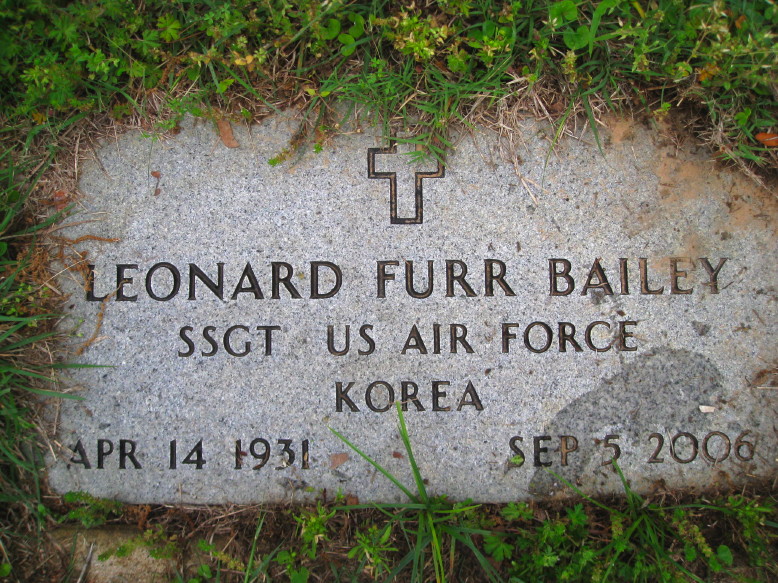 LEONARD FURR BAILEY
SSGT US AIR FORCE
KOREA
APR 14 1931 SEP 5 2006